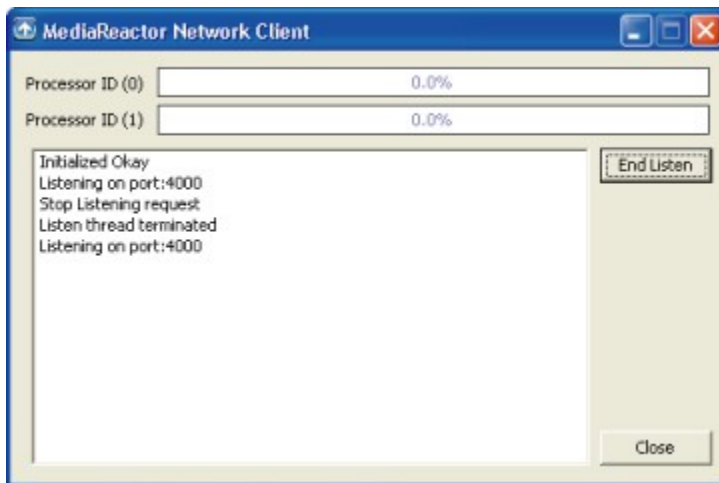 MediaReactor Network Client
Processor ID (0) 0.0%
Processor ID (1) 0.0%
Initialized Okay
Listening on port:4000
Stop Listening request
Listen thread terminated
Listening on port:4000
End Listen
Close